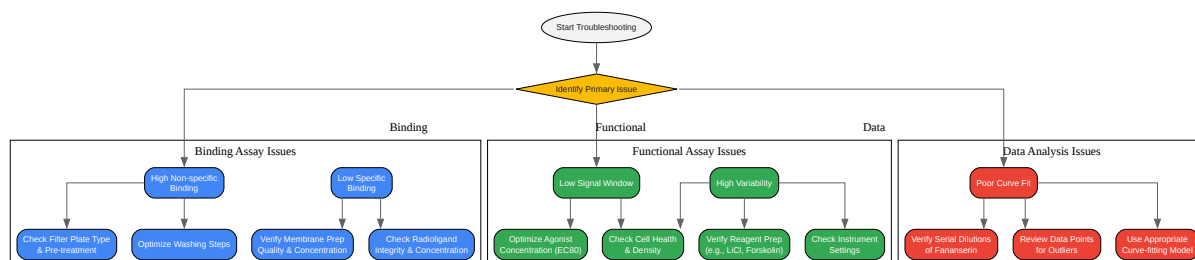 Start Troubleshooting
Identify Primary Issue
Binding
Functional
Data
Binding Assay Issues
Functional Assay Issues
Data Analysis Issues
High Non-specific
Binding
Low Specific
Binding
Low Signal Window
High Variability
Poor Curve Fit
Check Filter Plate Type
& Pre-treatment
Optimize Washing Steps
Verify Membrane Prep
Quality & Concentration
Check Radioligand
Integrity & Concentration
Optimize Agonist
Concentration (EC80)
Check Cell Health
& Density
Verify Reagent Prep
(e.g., LiCl, Forskolin)
Check Instrument
Settings
Verify Serial Dilutions
of Fananserin
Review Data Points
for Outliers
Use Appropriate
Curve-fitting Model